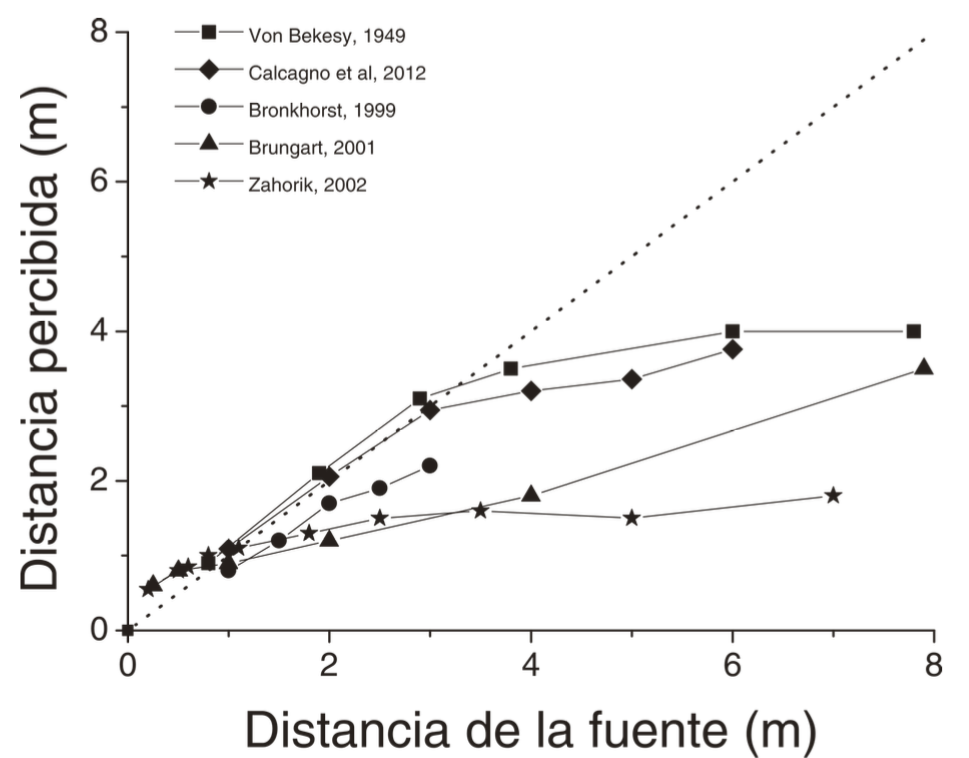 Von Bekesy, 1949
Calcagno et al, 2012
Bronkhorst, 1999
Brungart, 2001
Zahorik, 2002
Distancia percibida (m)
8
6
4
2
0
0 2 4 6 8
Distancia de la fuente (m)